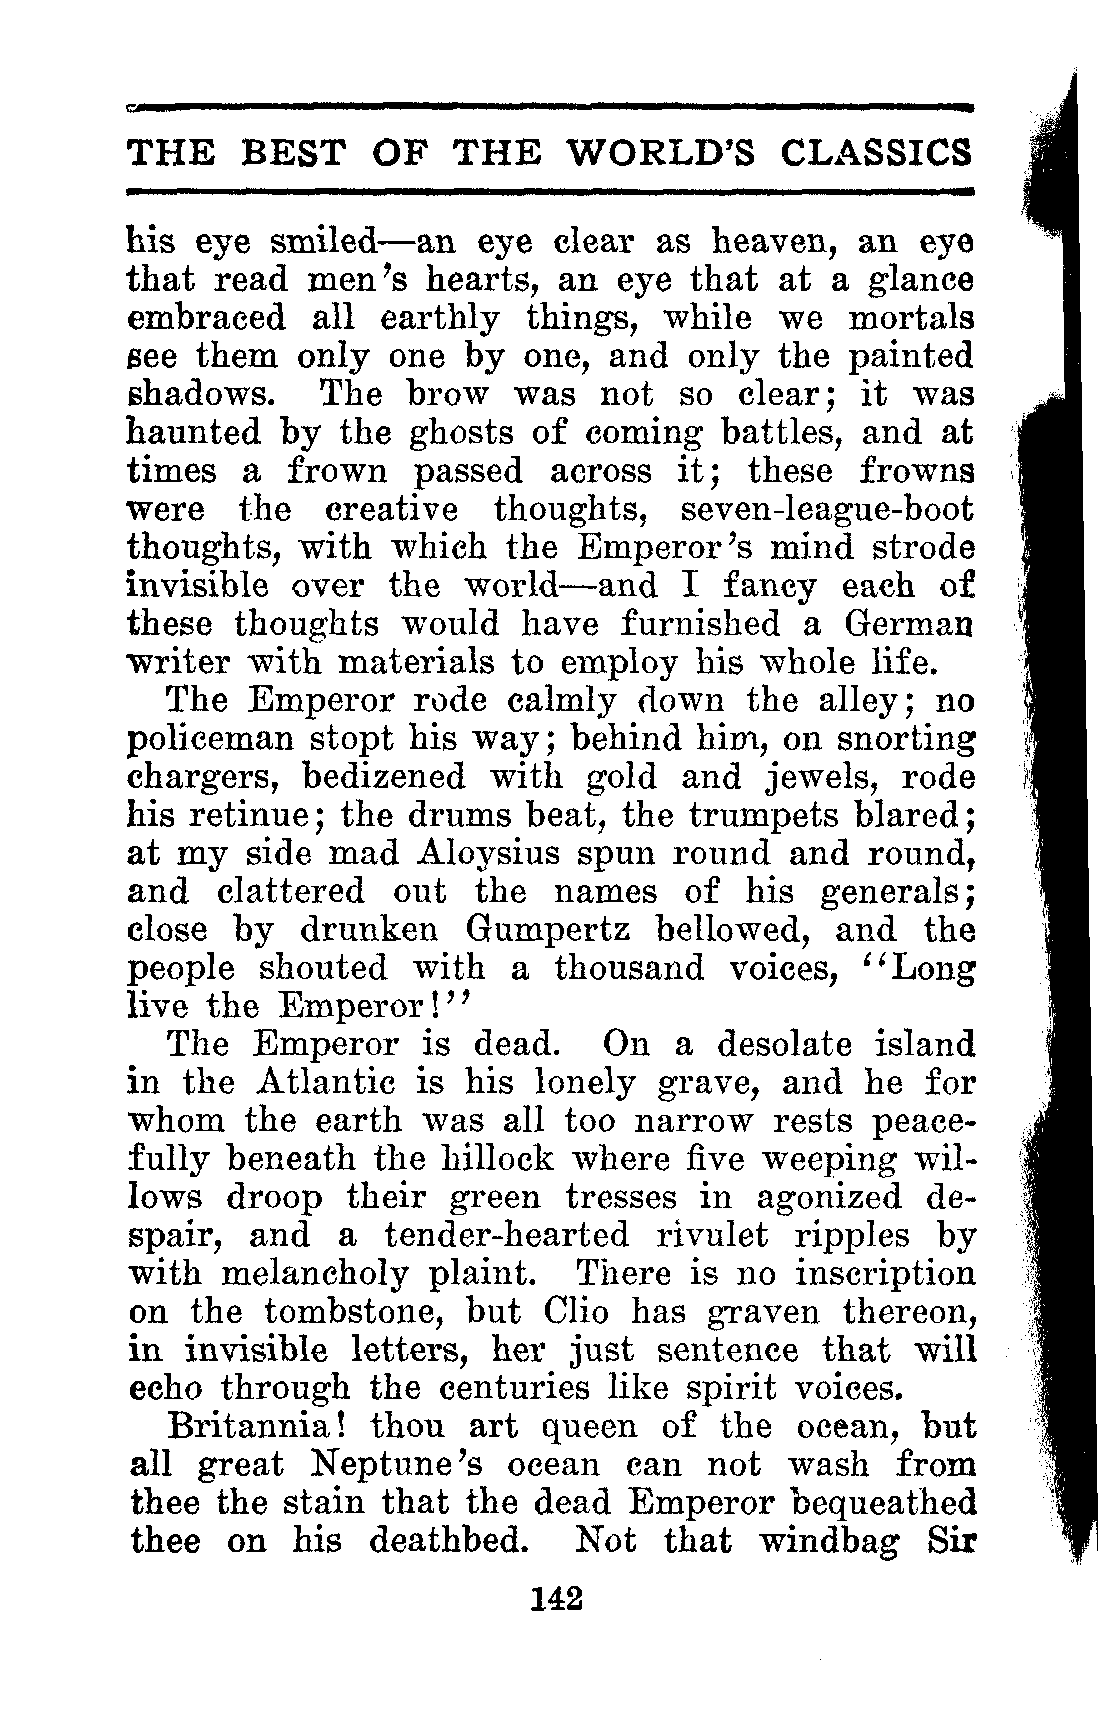 THE BEST OF THE WORLD'S CLASSICS
his eye smiled—an eye clear as heaven, an eye
that read men's hearts, an eye that at a glance
embraced all earthly things, while we mortals
see them only one by one, and only the painted
shadows. The brow was not so clear; it was
haunted by the ghosts of coming battles, and at
times a frown passed across it; these frowns
were the creative thoughts, seven-league-boot
thoughts, with which the Emperor's mind strode
invisible over the world—and I fancy each of
these thoughts would have furnished a German
writer with materials to employ his whole life.
The Emperor rode calmly down the alley; no
policeman stopt his way; behind him, on snorting
chargers, bedizened with gold and jewels, rode
his retinue; the drums beat, the trumpets blared;
at my side mad Aloysius spun round and round,
and clattered out the names of his generals;
close by drunken Gumpertz bellowed, and the
people shouted with a thousand voices, "Long
live the Emperor!"
The Emperor is dead. On a desolate island
in the Atlantic is his lonely grave, and he for
whom the earth was all too narrow rests peace-
fully beneath the hillock where five weeping wil-
lows droop their green tresses in agonized de-
spair, and a tender-hearted rivulet ripples by
with melancholy plaint. There is no inscription
on the tombstone, but Clio has graven thereon,
in invisible letters, her just sentence that will
echo through the centuries like spirit voices.
Britannia! thou art queen of the ocean, but
all great Neptune's ocean can not wash from
thee the stain that the dead Emperor bequeathed
thee on his deathbed. Not that windbag Sir
142